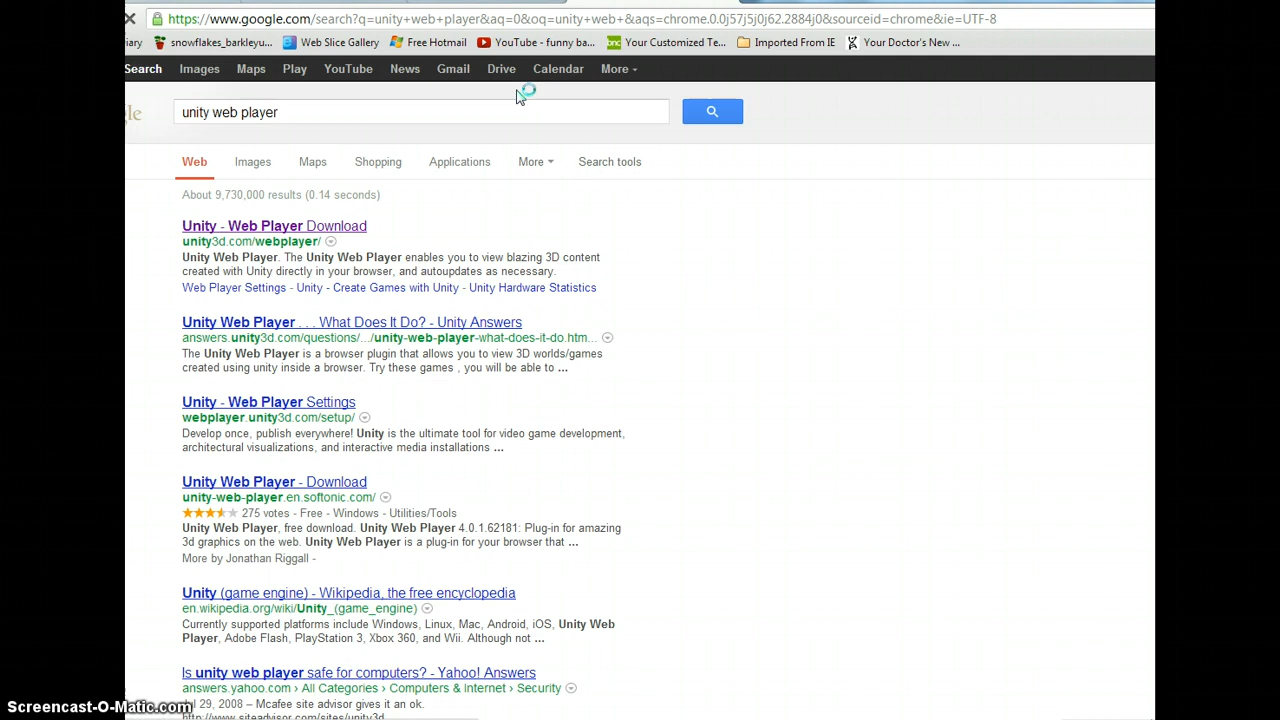 https://www.google.com/search?q=unity+web+player&aq=0&oq=unity+web+&aqs=chrome.0.0j57j5j0j62.2884j0&sourceid=chrome&ie=UTF-8
iary snowflakes_barkleyu... Web Slice Gallery Free Hotmail YouTube - funny ba... Your Customized Te... Imported From IE Your Doctor's New ...
Search Images Maps Play YouTube News Gmail Drive Calendar More
gle unity web player
Web Images Maps Shopping Applications More Search tools
About 9,730,000 results (0.14 seconds)
Unity - Web Player Download
unity3d.com/webplayer/
Unity Web Player. The Unity Web Player enables you to view blazing 3D content
created with Unity directly in your browser, and autoupdates as necessary.
Web Player Settings - Unity - Create Games with Unity - Unity Hardware Statistics
Unity Web Player . . . What Does It Do? - Unity Answers
answers.unity3d.com/questions/.../unity-web-player-what-does-it-do.htm...
The Unity Web Player is a browser plugin that allows you to view 3D worlds/games
created using unity inside a browser. Try these games , you will be able to ...
Unity - Web Player Settings
webplayer.unity3d.com/setup/
Develop once, publish everywhere! Unity is the ultimate tool for video game development,
architectural visualizations, and interactive media installations ...
Unity Web Player - Download
unity-web-player.en.softonic.com/
275 votes - Free - Windows - Utilities/Tools
Unity Web Player, free download. Unity Web Player 4.0.1.62181: Plug-in for amazing
3d graphics on the web. Unity Web Player is a plug-in for your browser that ...
More by Jonathan Riggall -
Unity (game engine) - Wikipedia, the free encyclopedia
en.wikipedia.org/wiki/Unity_(game_engine)
Currently supported platforms include Windows, Linux, Mac, Android, iOS, Unity Web
Player, Adobe Flash, PlayStation 3, Xbox 360, and Wii. Although not ...
Is unity web player safe for computers? - Yahoo! Answers
answers.yahoo.com › All Categories › Computers & Internet › Security
Jul 29, 2008 – Mcafee site advisor gives it an ok.
http://www.siteadvisor.com/sites/unity3d
Screencast-O-Matic.com